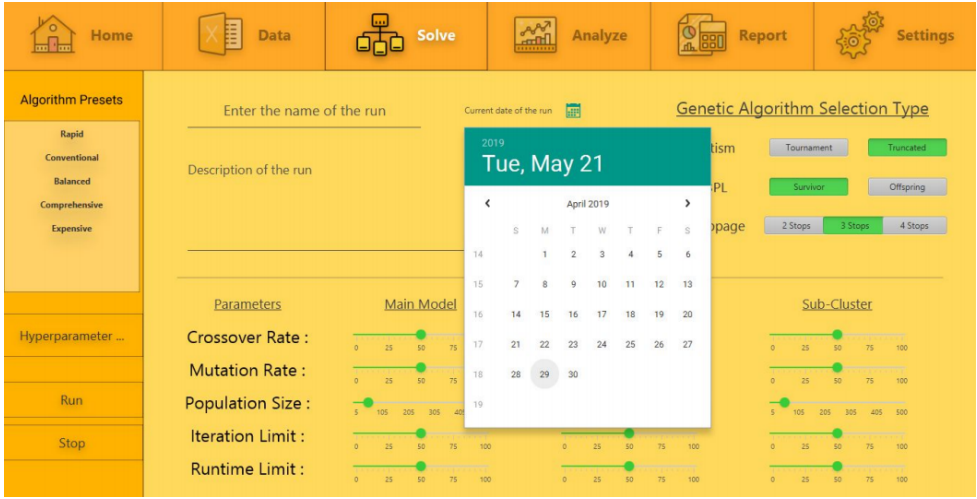 Home
Data
Solve
Analyze
Report
Settings
Algorithm Presets
Rapid
Conventional
Balanced
Comprehensive
Expensive
Hyperparameter ...
Run
Stop
Enter the name of the run
Current date of the run
Description of the run
2019
Tue, May 21
April 2019
S M T W T F S
14 1 2 3 4 5 6
15 7 8 9 10 11 12 13
16 14 15 16 17 18 19 20
17 21 22 23 24 25 26 27
18 28 29 30
19
Genetic Algorithm Selection Type
tism Tournament Truncated
PL Survivor Offspring
page 2 Stops 3 Stops 4 Stops
Parameters Main Model Sub-Cluster
Crossover Rate : 0 25 50 75 0 25 50 75 100
Mutation Rate : 0 25 50 75 0 25 50 75 100
Population Size : 5 105 205 305 405 5 105 205 305 405 500
Iteration Limit : 0 25 50 75 100 0 25 50 75 100 0 25 50 75 100
Runtime Limit : 0 25 50 75 100 0 25 50 75 100 0 25 50 75 100